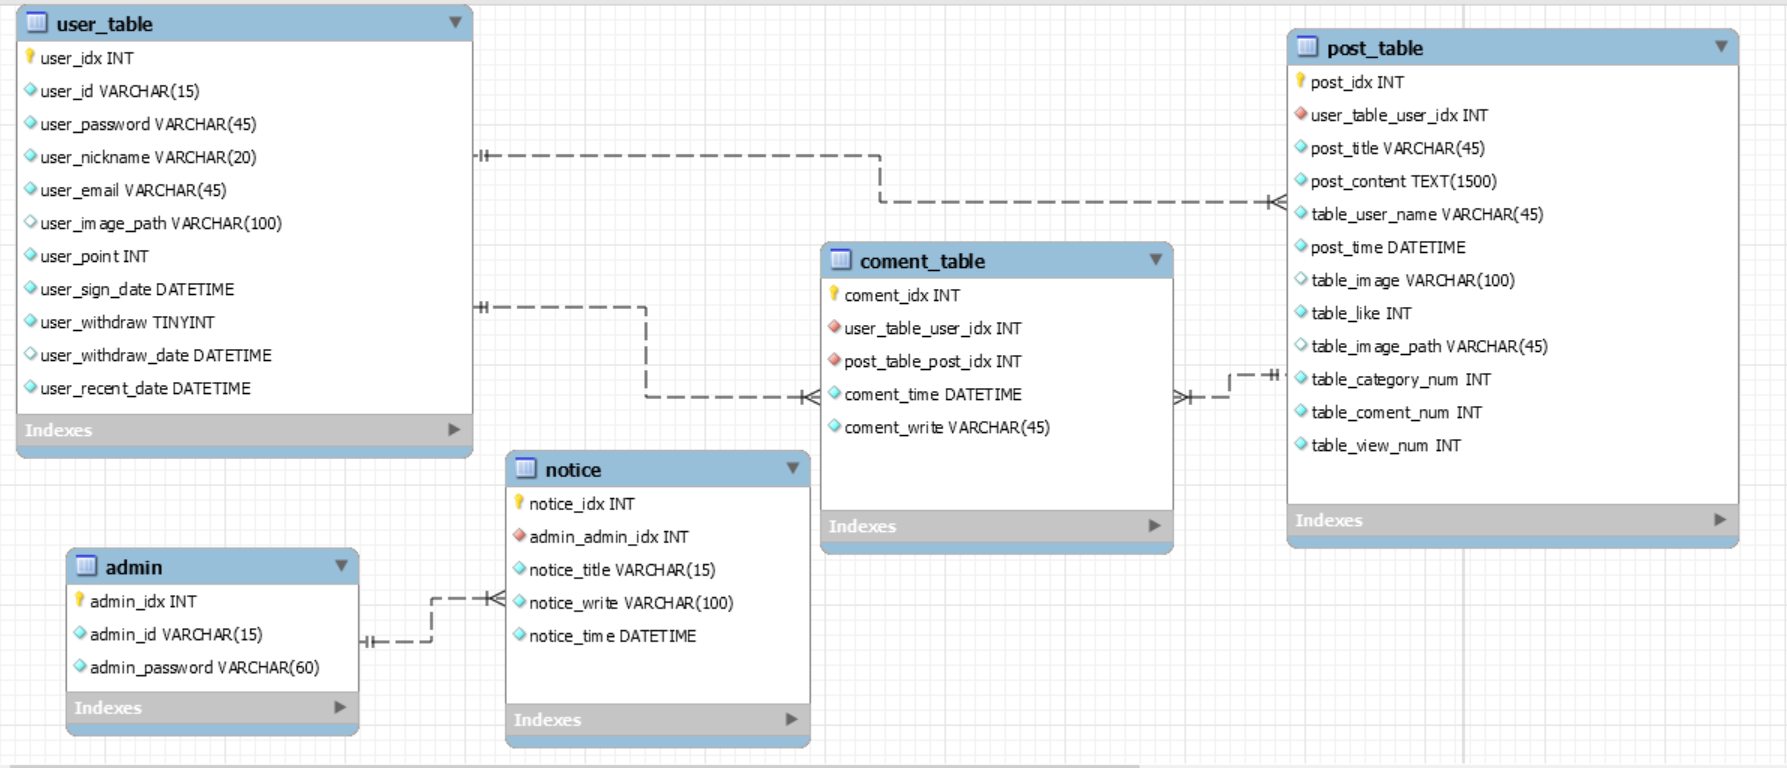 user_table
user_idx INT
user_id VARCHAR(15)
user_password VARCHAR(45)
user_nickname VARCHAR(20)
user_email VARCHAR(45)
user_image_path VARCHAR(100)
user_point INT
user_sign_date DATETIME
user_withdraw TINYINT
user_withdraw_date DATETIME
user_recent_date DATETIME
Indexes
post_table
post_idx INT
user_table_user_idx INT
post_title VARCHAR(45)
post_content TEXT(1500)
table_user_name VARCHAR(45)
post_time DATETIME
table_image VARCHAR(100)
table_like INT
table_image_path VARCHAR(45)
table_category_num INT
table_coment_num INT
table_view_num INT
Indexes
coment_table
coment_idx INT
user_table_user_idx INT
post_table_post_idx INT
coment_time DATETIME
coment_write VARCHAR(45)
Indexes
notice
notice_idx INT
admin_admin_idx INT
notice_title VARCHAR(15)
notice_write VARCHAR(100)
notice_time DATETIME
Indexes
admin
admin_idx INT
admin_id VARCHAR(15)
admin_password VARCHAR(60)
Indexes